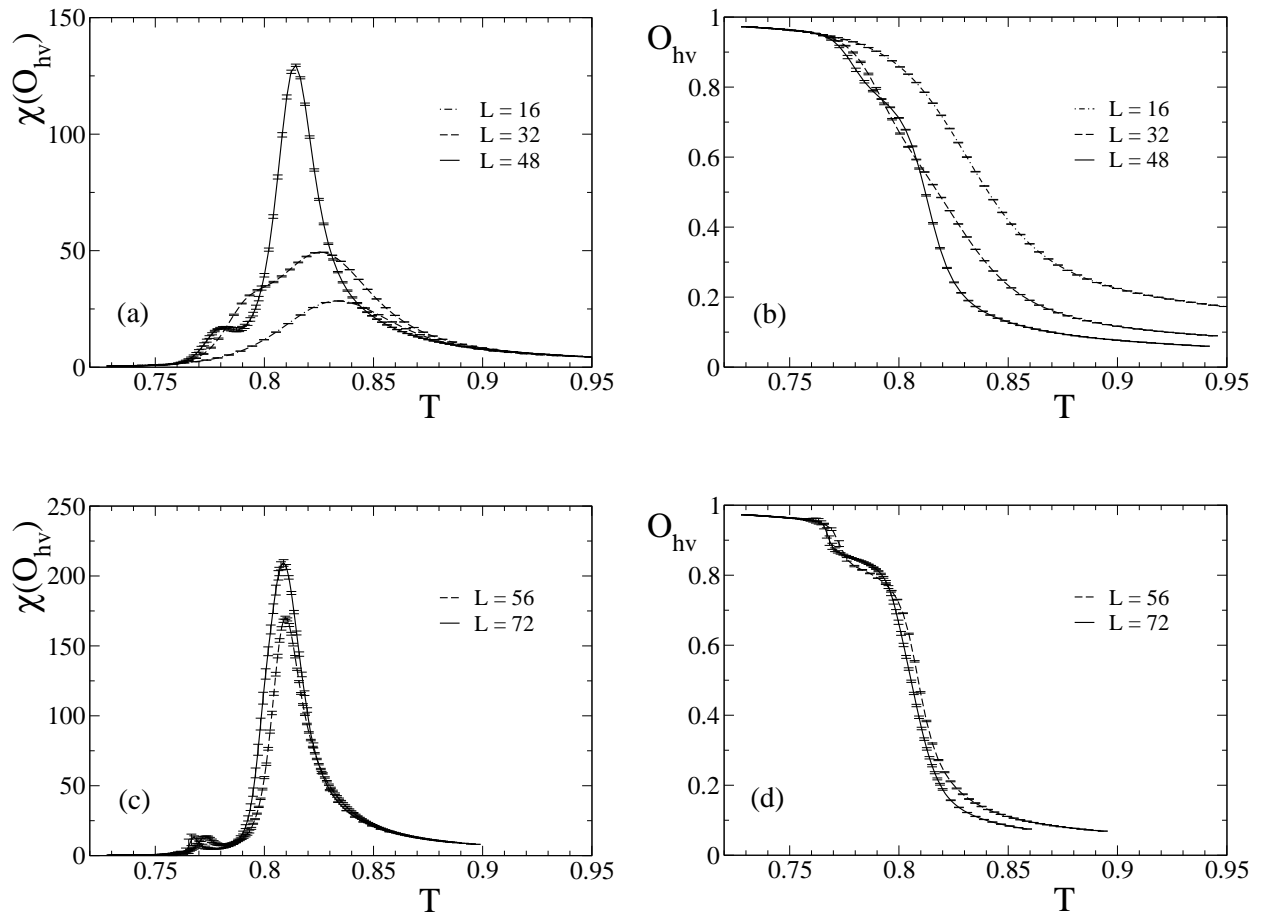 150
100
50
0
χ(O_hv)
L = 16
L = 32
L = 48
(a)
0.75 0.8 0.85 0.9 0.95
T
1
0.8
0.6
0.4
0.2
0
O_hv
L = 16
L = 32
L = 48
(b)
0.75 0.8 0.85 0.9 0.95
T
250
200
150
100
50
0
χ(O_hv)
L = 56
L = 72
(c)
0.75 0.8 0.85 0.9 0.95
T
1
0.8
0.6
0.4
0.2
0
O_hv
L = 56
L = 72
(d)
0.75 0.8 0.85 0.9 0.95
T